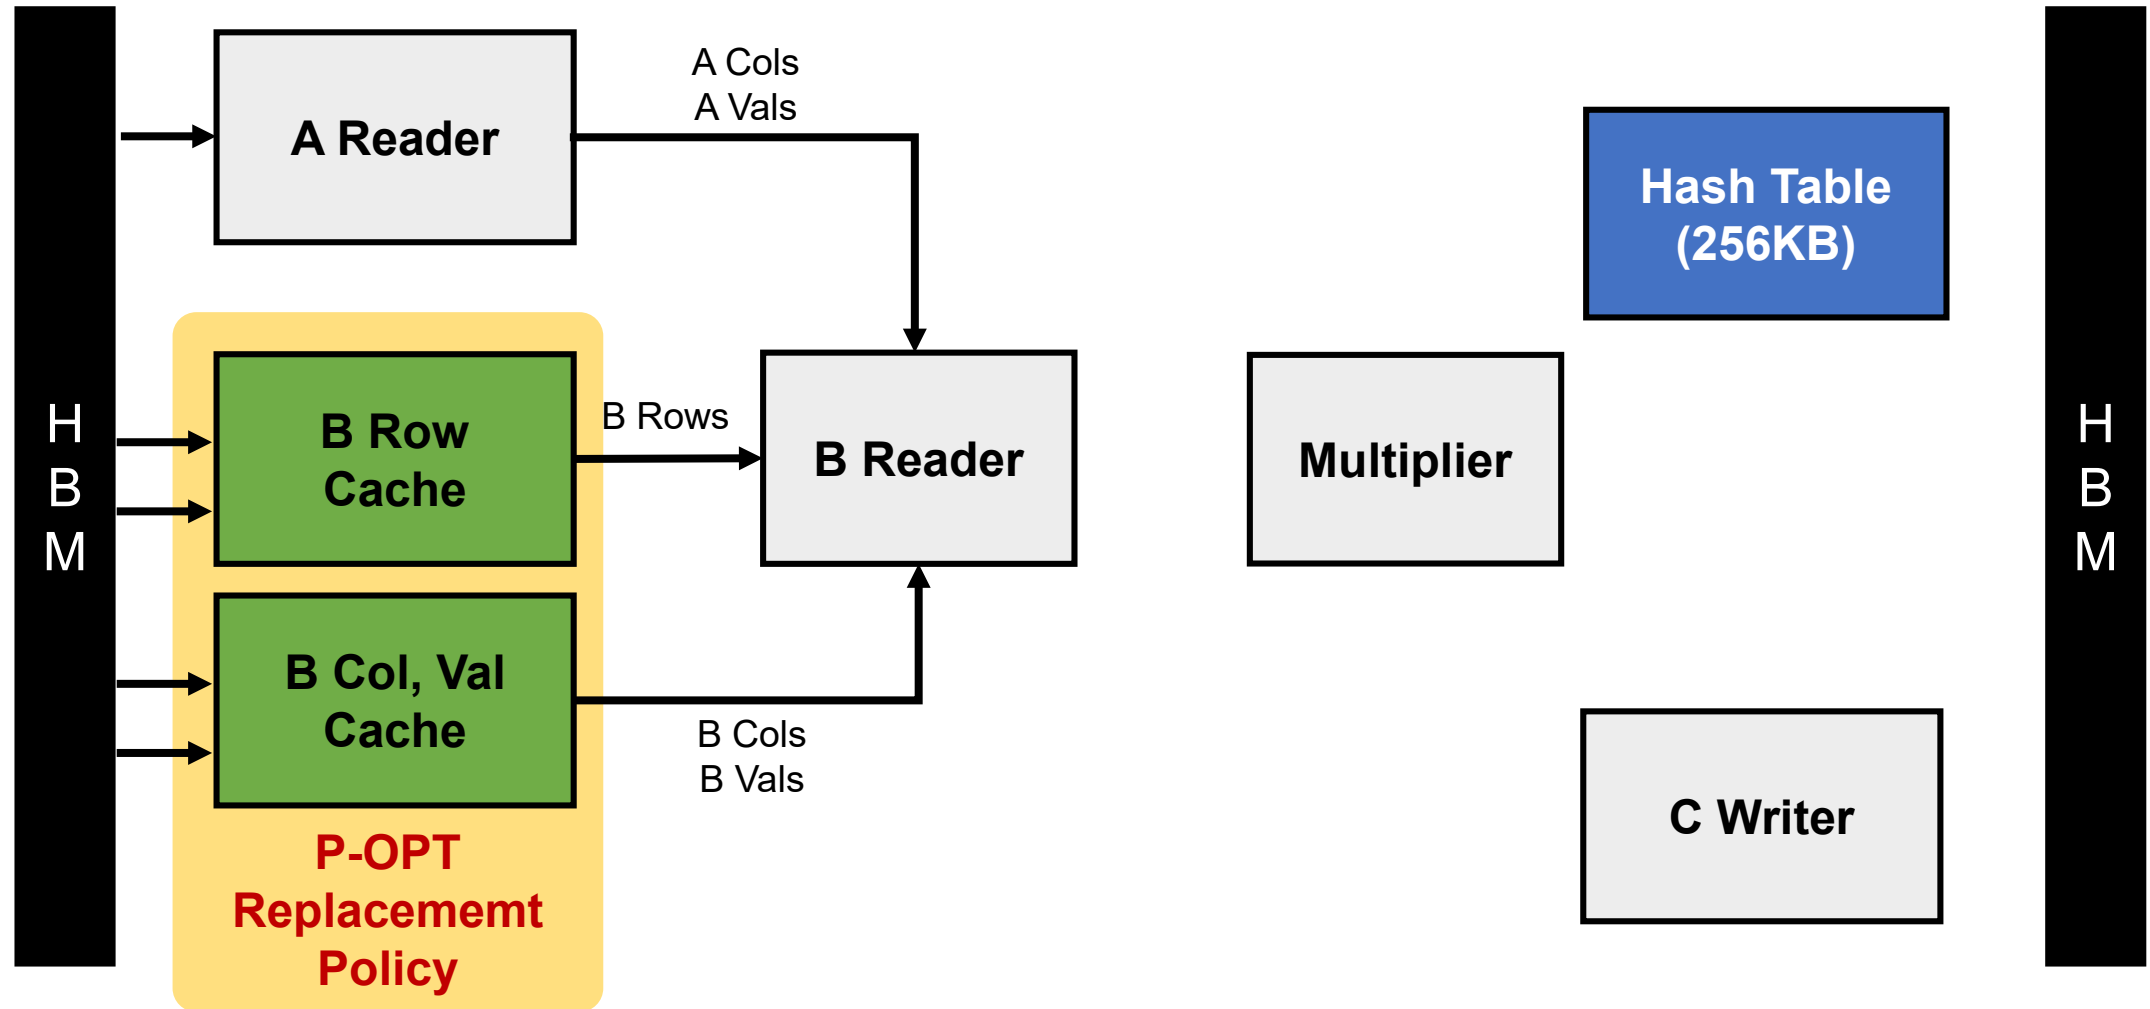 H
B
M
A Reader
A Cols
A Vals
B Row
Cache
B Rows
B Col, Val
Cache
B Cols
B Vals
P-OPT
Replacememt
Policy
B Reader
Multiplier
Hash Table
(256KB)
C Writer
H
B
M